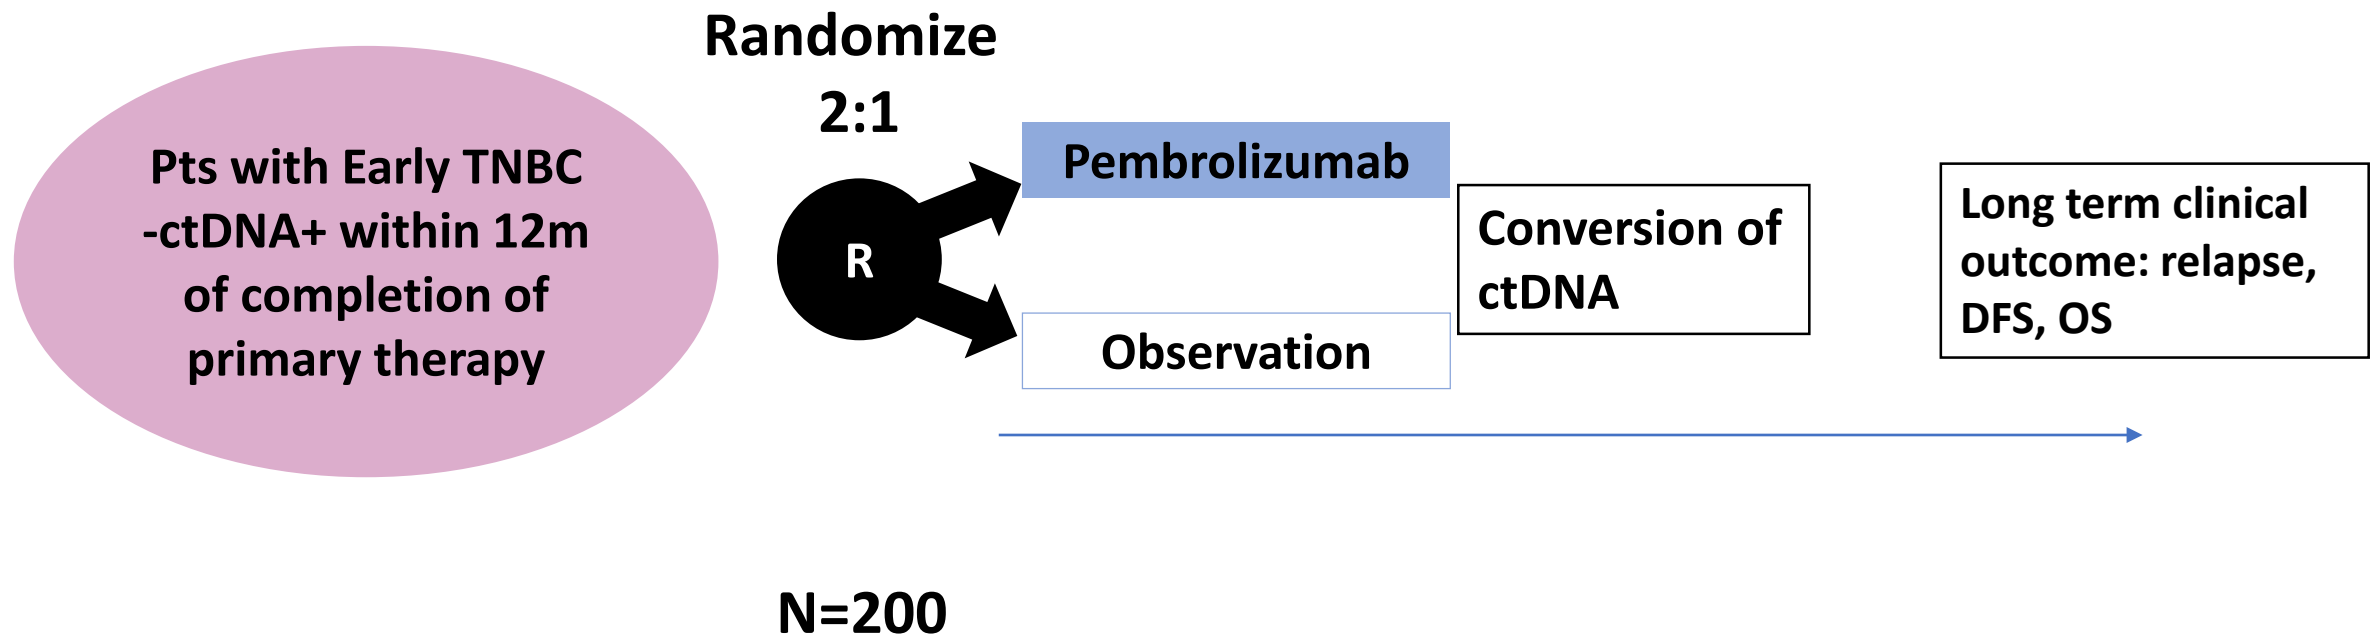 Pts with Early TNBC
-ctDNA+ within 12m
of completion of
primary therapy
Randomize
2:1
R
Pembrolizumab
Observation
Conversion of
ctDNA
Long term clinical
outcome: relapse,
DFS, OS
N=200